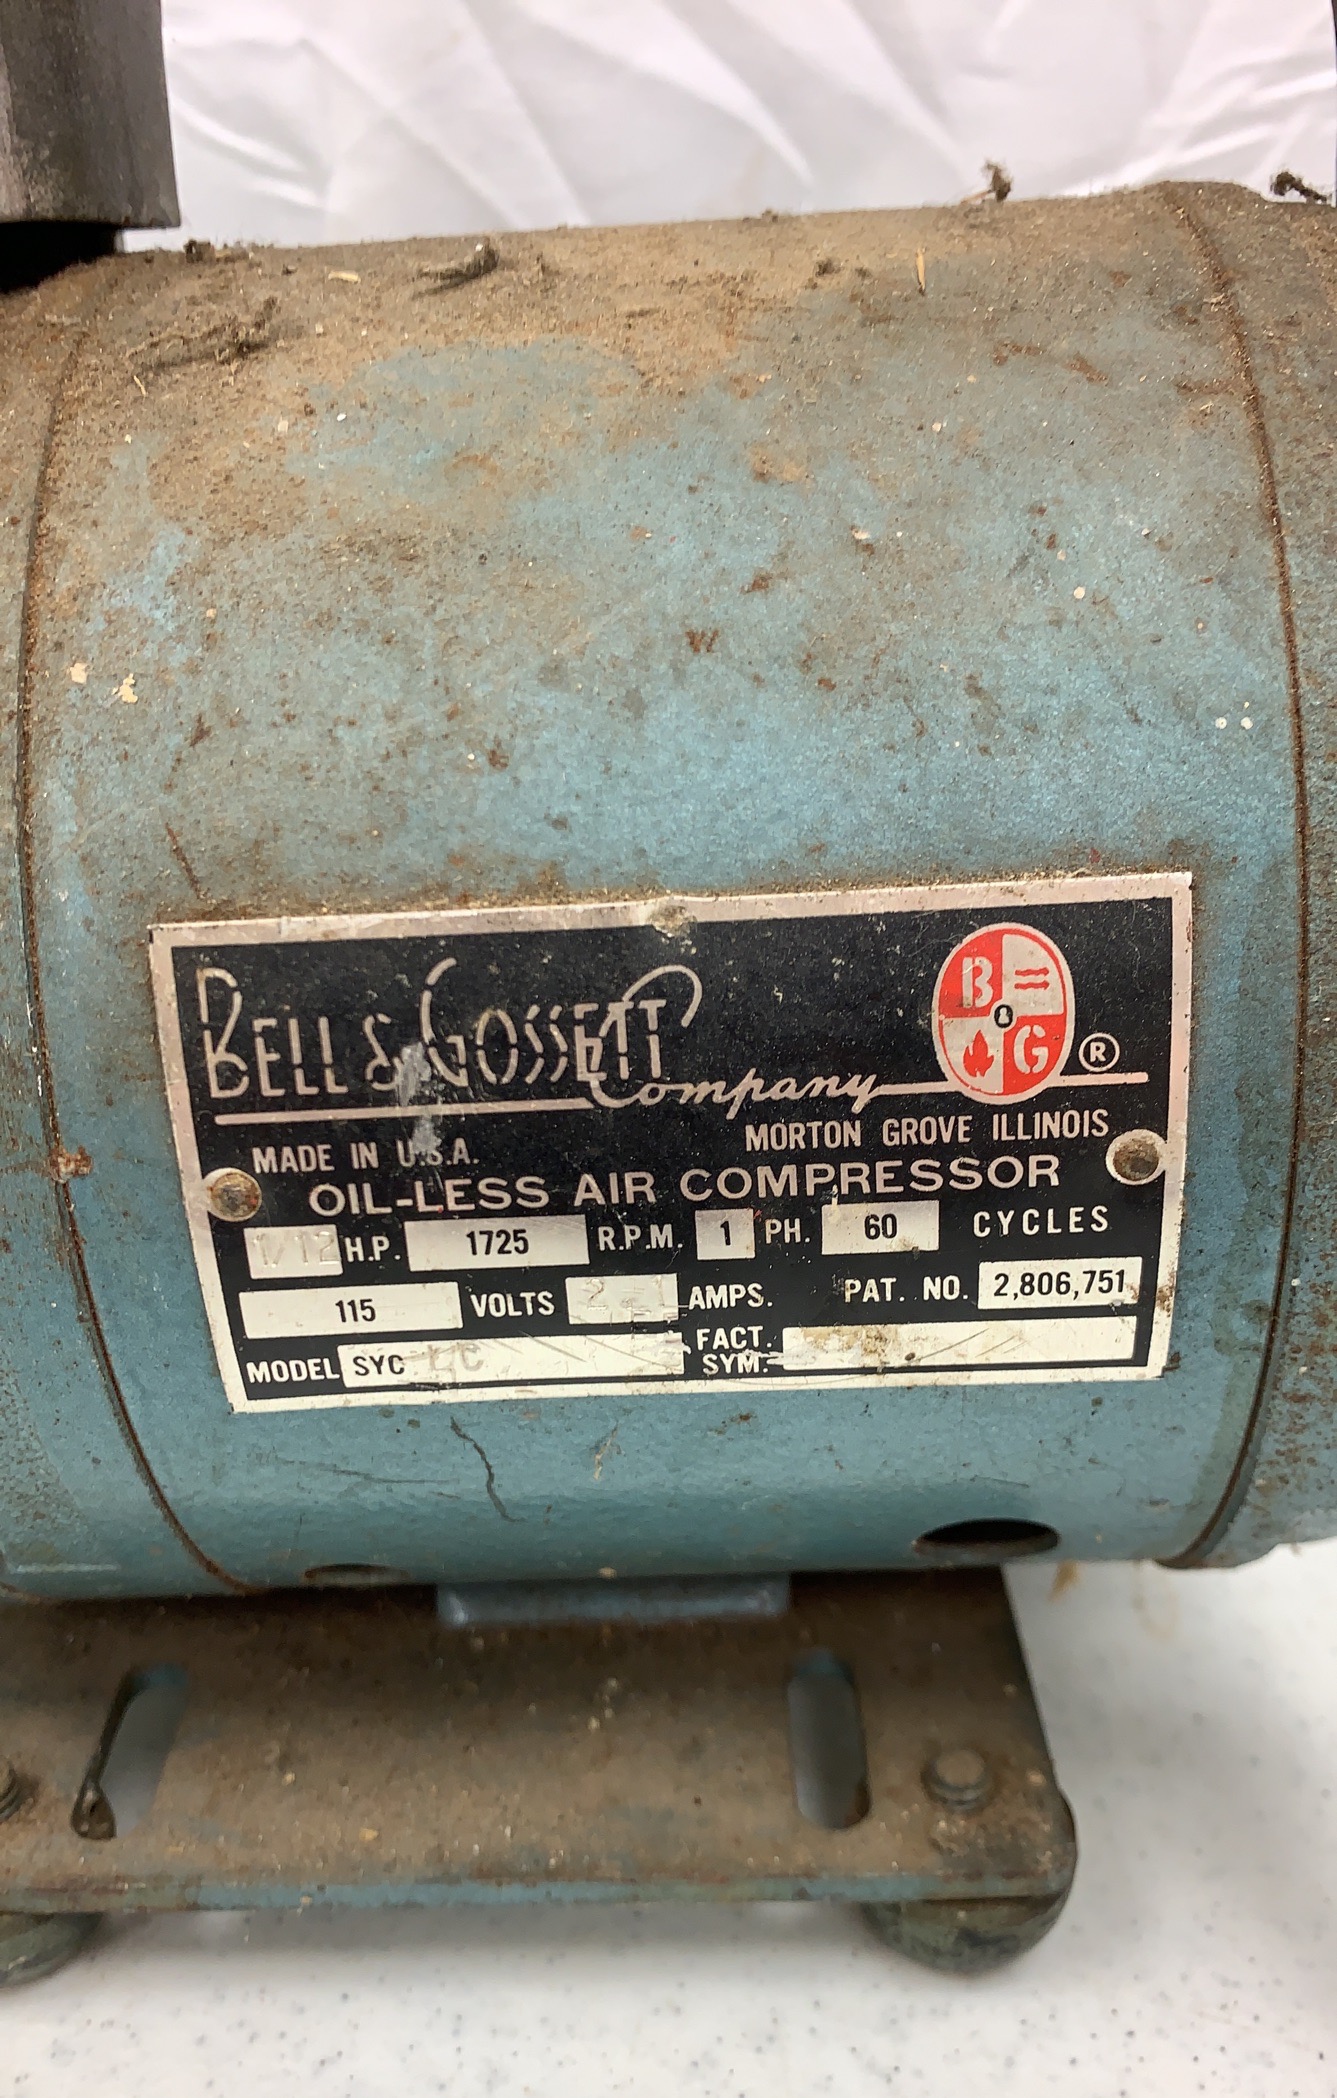 BELL & GOSSETT Company
B & G ®
MADE IN U.S.A.
MORTON GROVE ILLINOIS
OIL-LESS AIR COMPRESSOR
1/12 H.P. 1725 R.P.M. 1 PH. 60 CYCLES
115 VOLTS AMPS. PAT. NO. 2,806,751
MODEL SYC FACT. SYM.